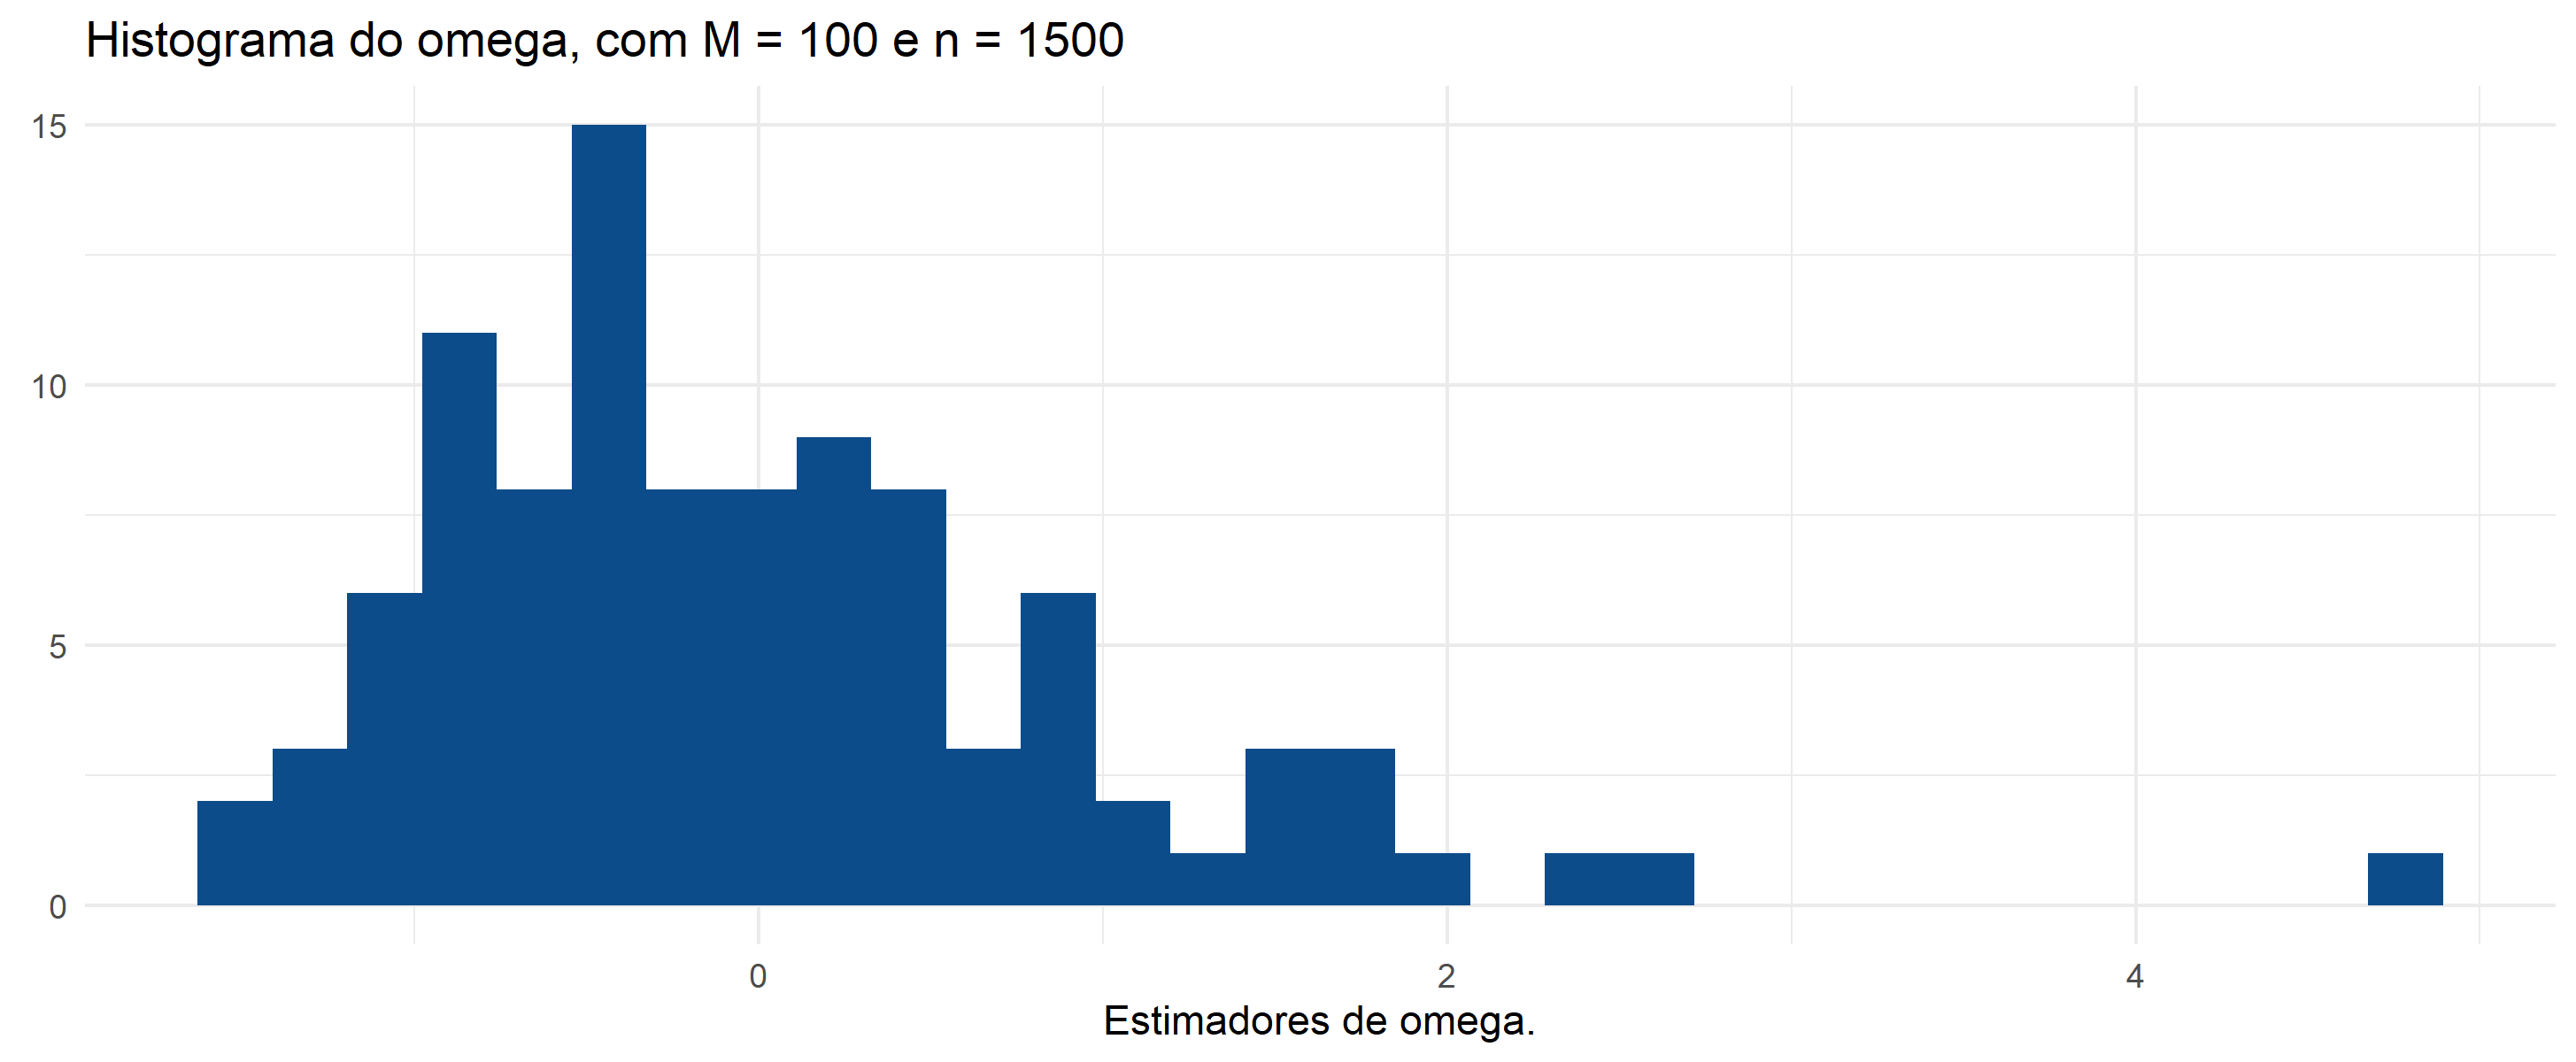 Histograma do omega, com M = 100 e n = 1500
15
10
5
0
0 2 4
Estimadores de omega.